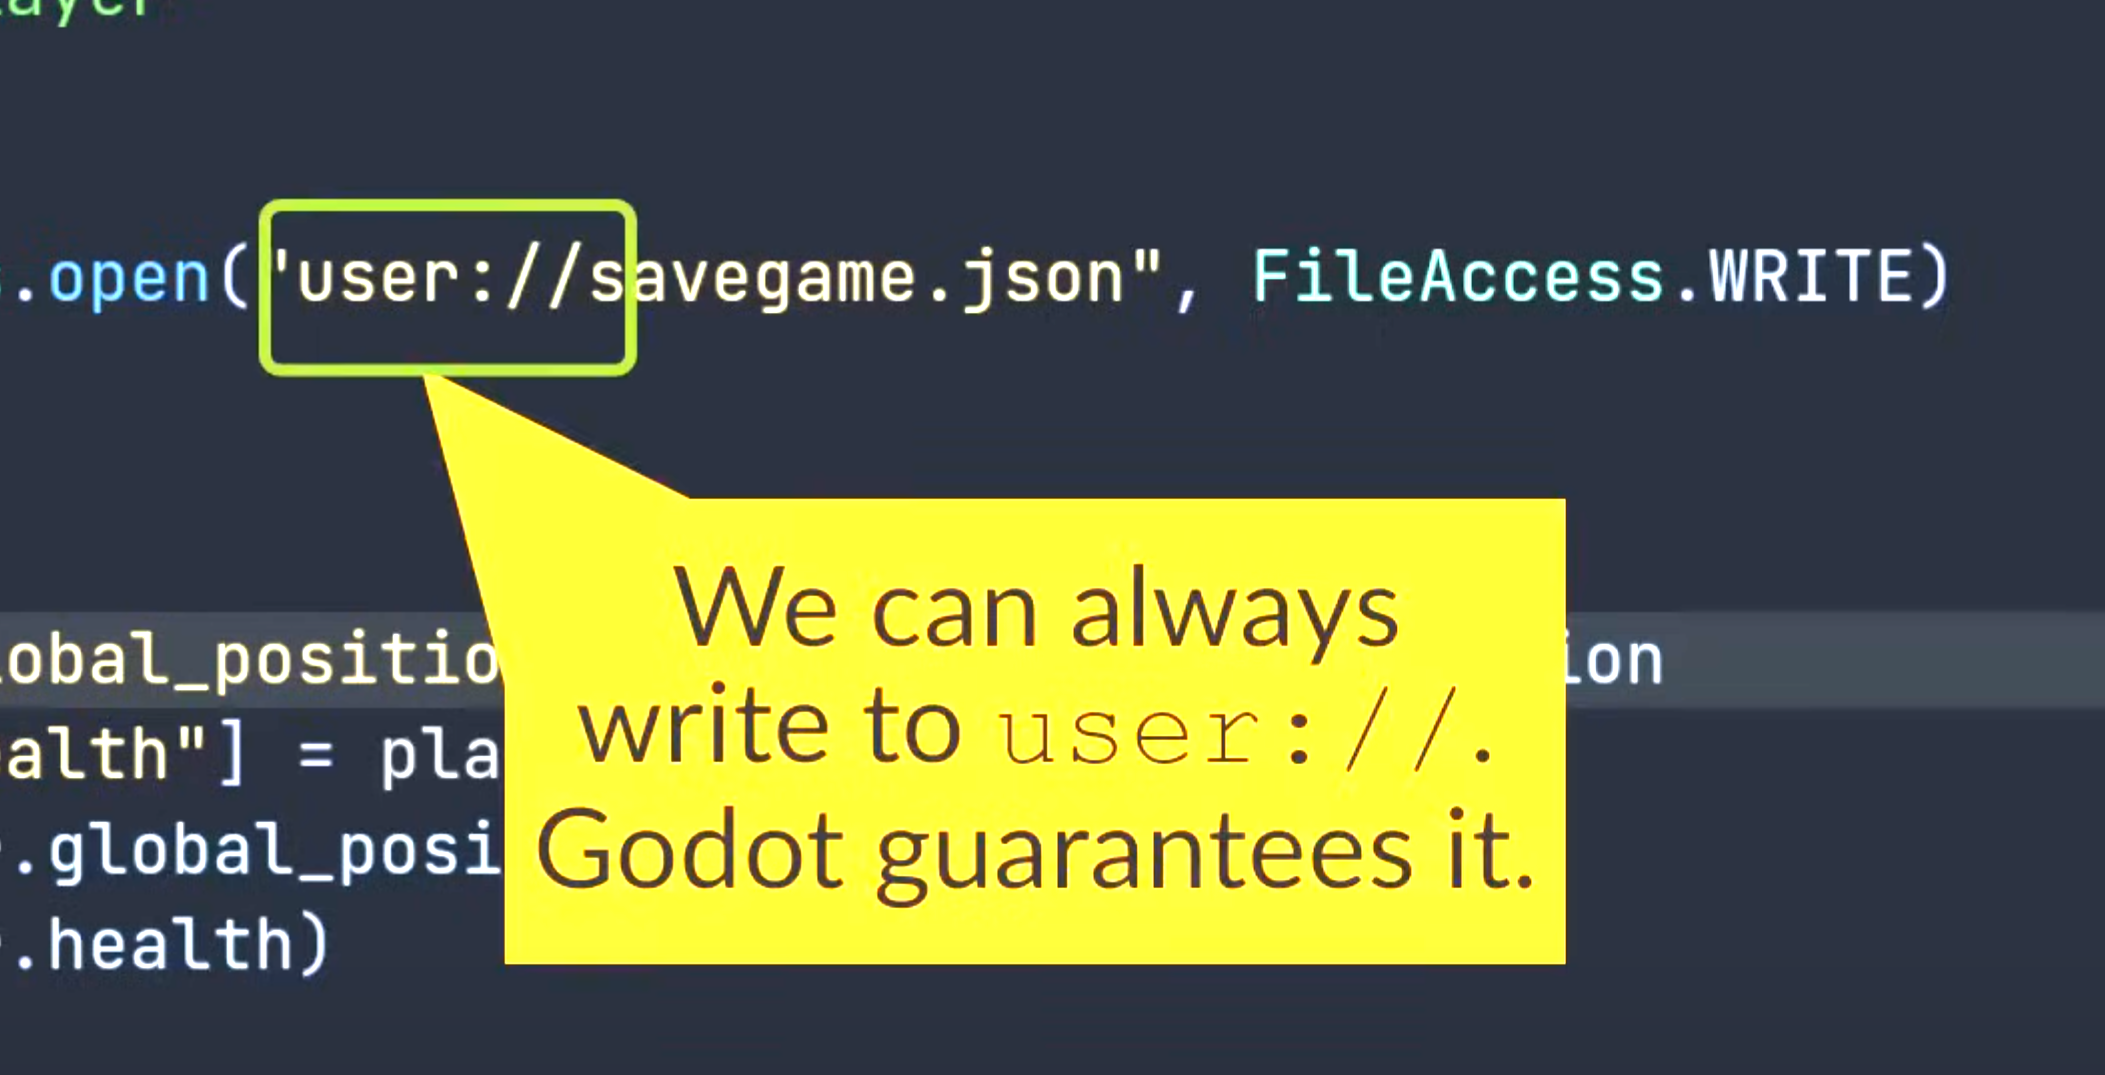 .open("user://savegame.json", FileAccess.WRITE)
We can always
write to user://.
Godot guarantees it.
obal_positio
ion
alth"] = pla
.global_posi
.health)